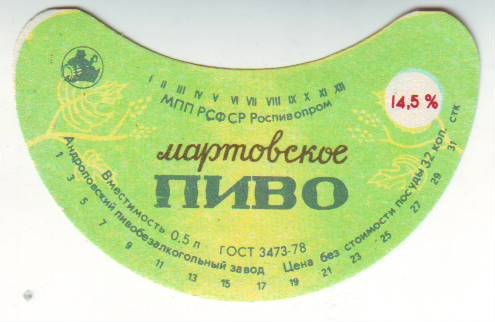 I II III IV V VI VII VIII IX X XI XII
МПП РСФСР Роспивопром
14,5 %
мартовское
ПИВО
Вместимость 0,5 л ГОСТ 3473-78 Цена без стоимости посуды 32 коп. стк
Андроповский пивобезалкогольный завод
1 3 5 7 9 11 13 15 17 19 21 23 25 27 29 31